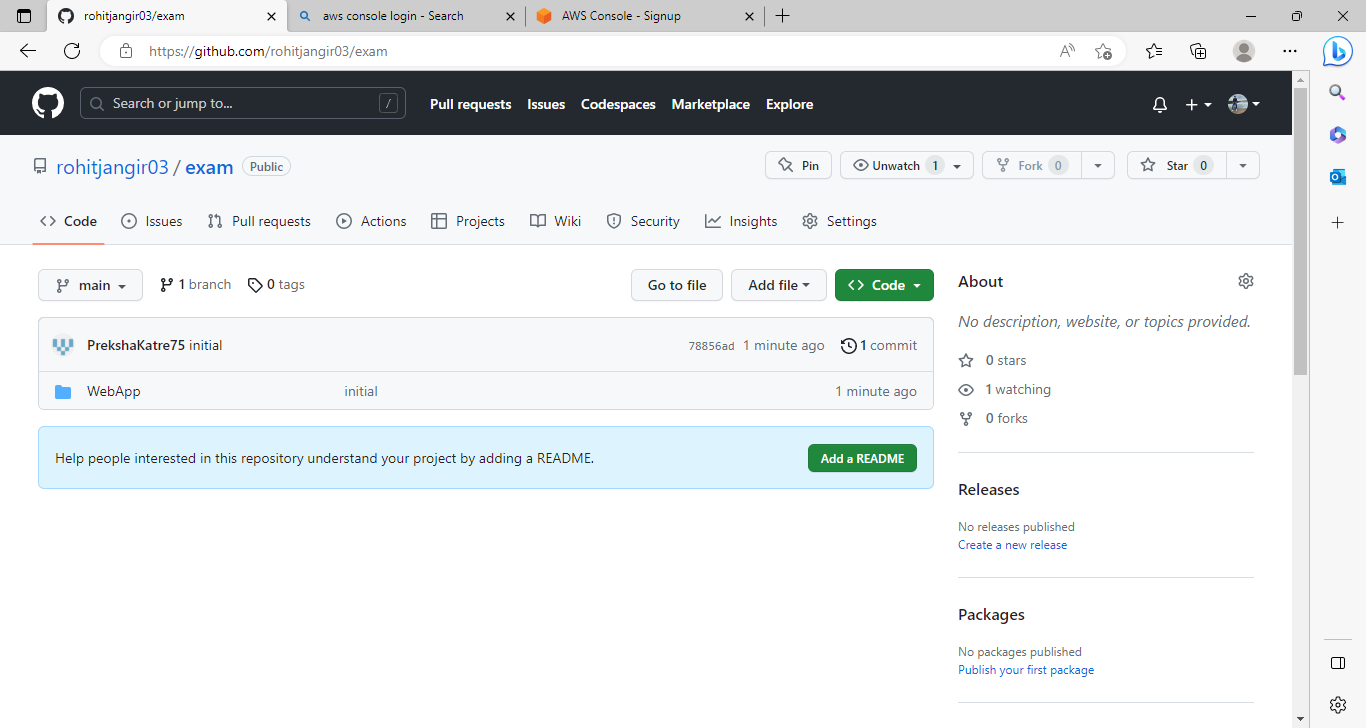 rohitjangir03/exam
aws console login - Search
AWS Console - Signup
https://github.com/rohitjangir03/exam
Search or jump to...
/
Pull requests
Issues
Codespaces
Marketplace
Explore
rohitjangir03 / exam
Public
Pin
Unwatch 1
Fork 0
Star 0
Code
Issues
Pull requests
Actions
Projects
Wiki
Security
Insights
Settings
main
1 branch
0 tags
Go to file
Add file
Code
PrekshaKatre75 initial
78856ad 1 minute ago
1 commit
WebApp
initial
1 minute ago
Help people interested in this repository understand your project by adding a README.
Add a README
About
No description, website, or topics provided.
0 stars
1 watching
0 forks
Releases
No releases published
Create a new release
Packages
No packages published
Publish your first package